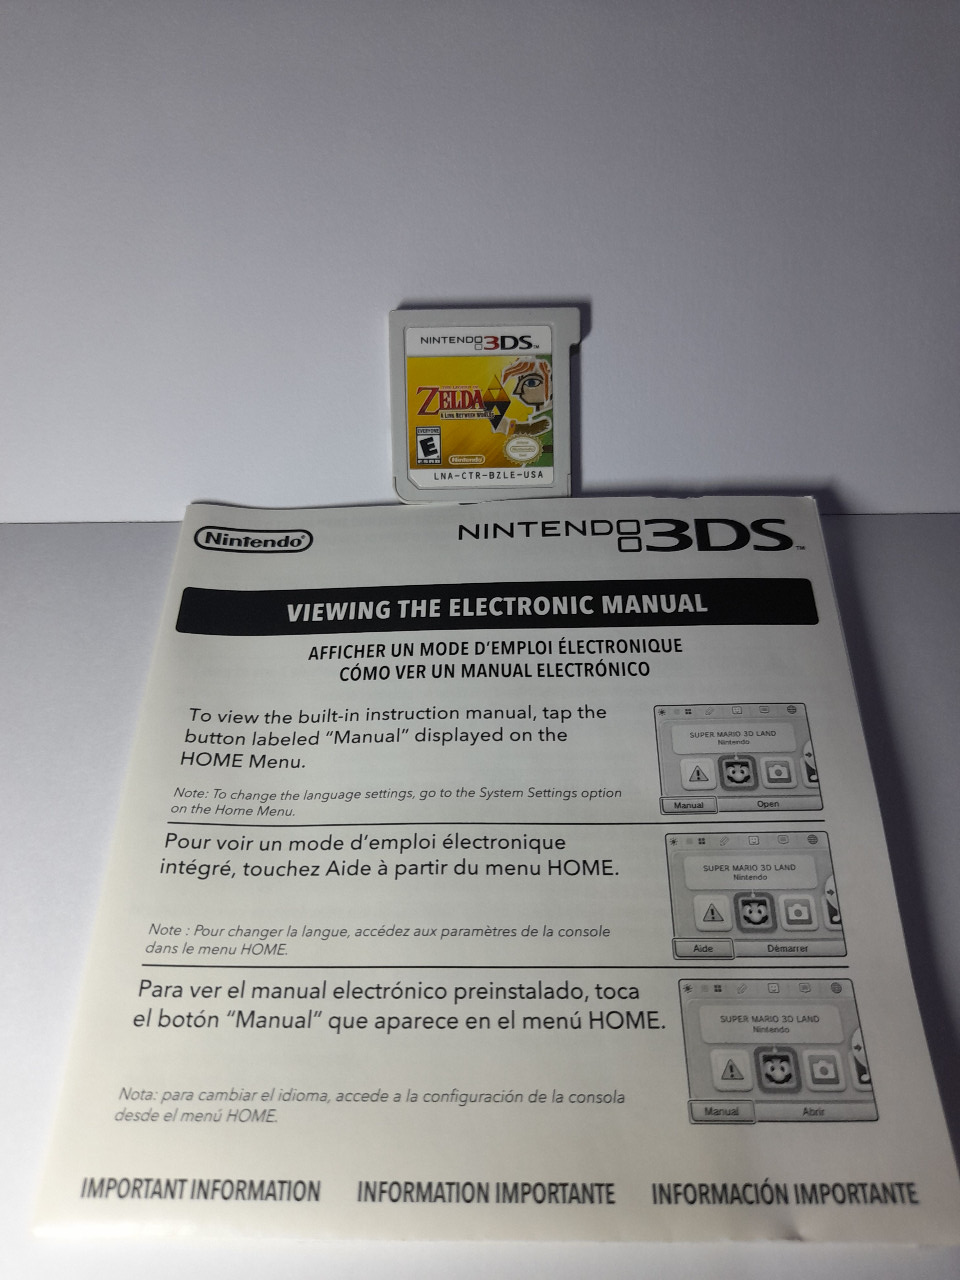 NINTENDO 3DS™
ZELDA
A LINK BETWEEN WORLDS
EVERYONE
E
Nintendo
LNA-CTR-BZLE-USA
Nintendo®
NINTENDO 3DS™
VIEWING THE ELECTRONIC MANUAL
AFFICHER UN MODE D'EMPLOI ÉLECTRONIQUE
CÓMO VER UN MANUAL ELECTRÓNICO
To view the built-in instruction manual, tap the
button labeled “Manual” displayed on the
HOME Menu.
Note: To change the language settings, go to the System Settings option
on the Home Menu.
SUPER MARIO 3D LAND
Nintendo
Manual Open
Pour voir un mode d’emploi électronique
intégré, touchez Aide à partir du menu HOME.
Note : Pour changer la langue, accédez aux paramètres de la console
dans le menu HOME.
SUPER MARIO 3D LAND
Nintendo
Aide Démarrer
Para ver el manual electrónico preinstalado, toca
el botón “Manual” que aparece en el menú HOME.
Nota: para cambiar el idioma, accede a la configuración de la consola
desde el menú HOME.
SUPER MARIO 3D LAND
Nintendo
Manual Abrir
IMPORTANT INFORMATION INFORMATION IMPORTANTE INFORMACIÓN IMPORTANTE